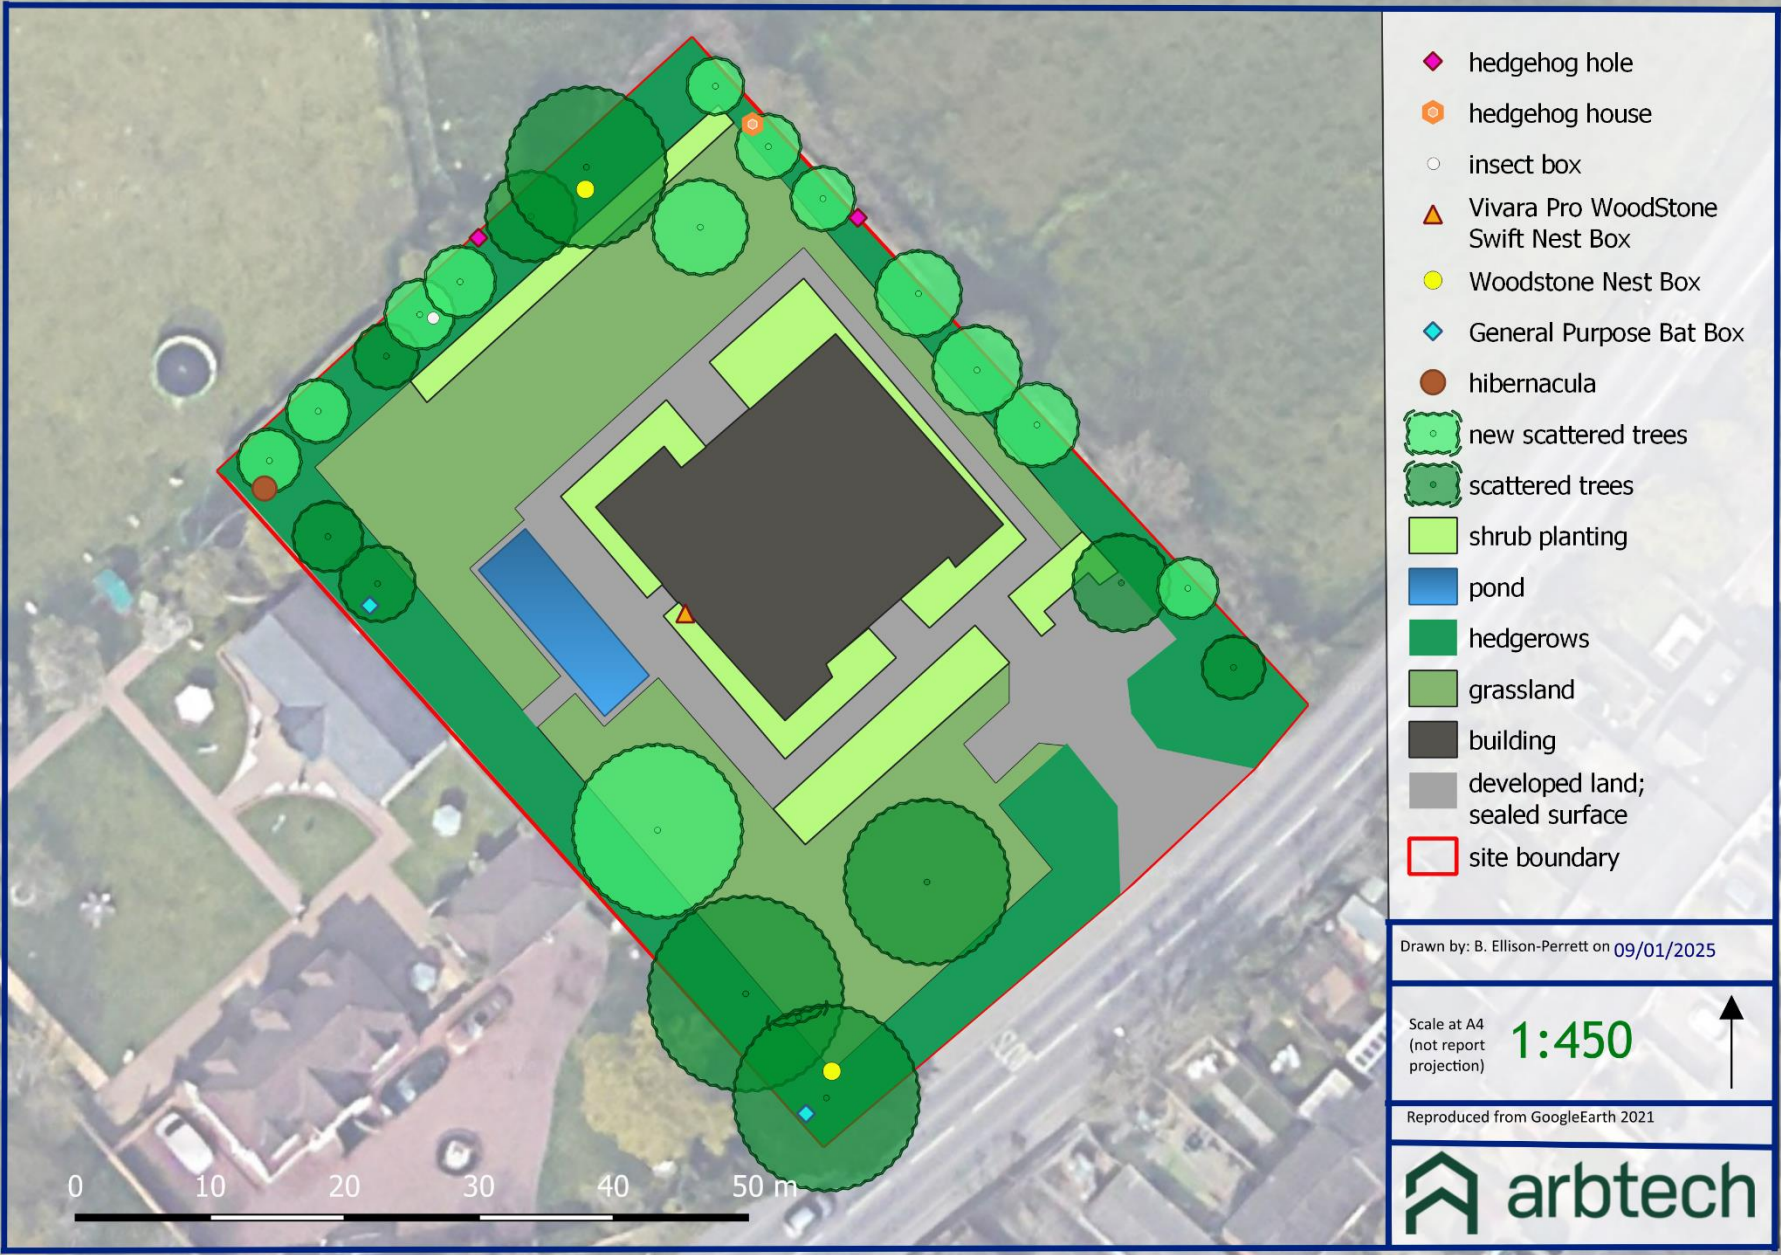 hedgehog hole
hedgehog house
insect box
Vivara Pro WoodStone
Swift Nest Box
Woodstone Nest Box
General Purpose Bat Box
hibernacula
new scattered trees
scattered trees
shrub planting
pond
hedgerows
grassland
building
developed land;
sealed surface
site boundary
Drawn by: B. Ellison-Perrett on 09/01/2025
Scale at A4
(not report
projection)
1:450
Reproduced from GoogleEarth 2021
arbtech
0 10 20 30 40 50 m